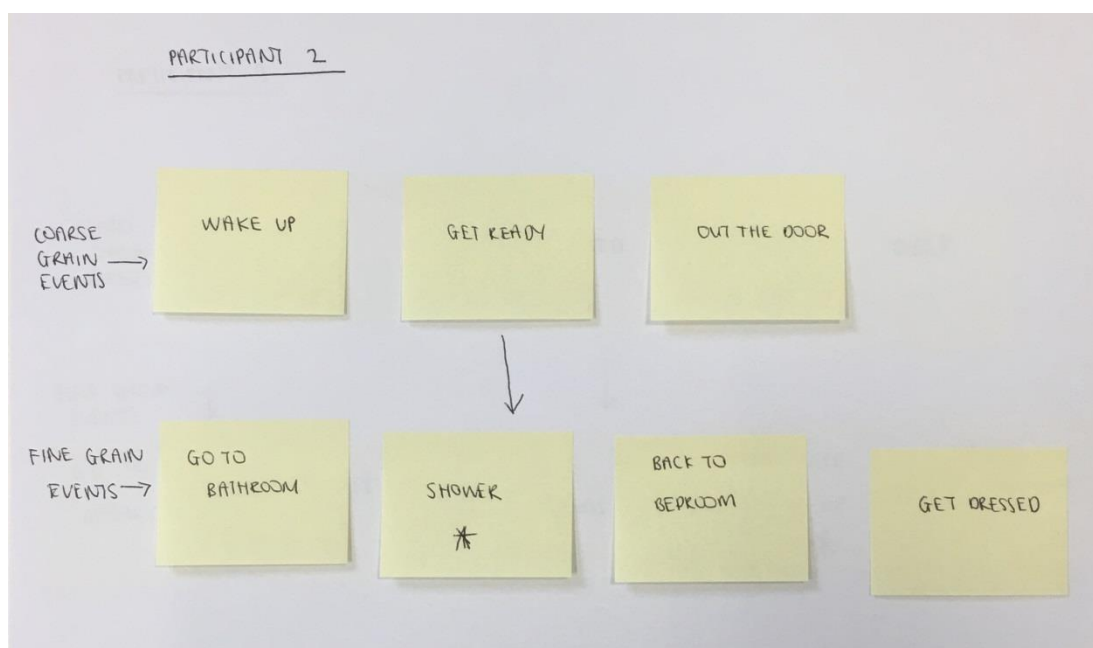 PARTICIPANT 2
COARSE
GRAIN
EVENTS
WAKE UP
GET READY
OUT THE DOOR
FINE GRAIN
EVENTS
GO TO
BATHROOM
SHOWER
*
BACK TO
BEDROOM
GET DRESSED